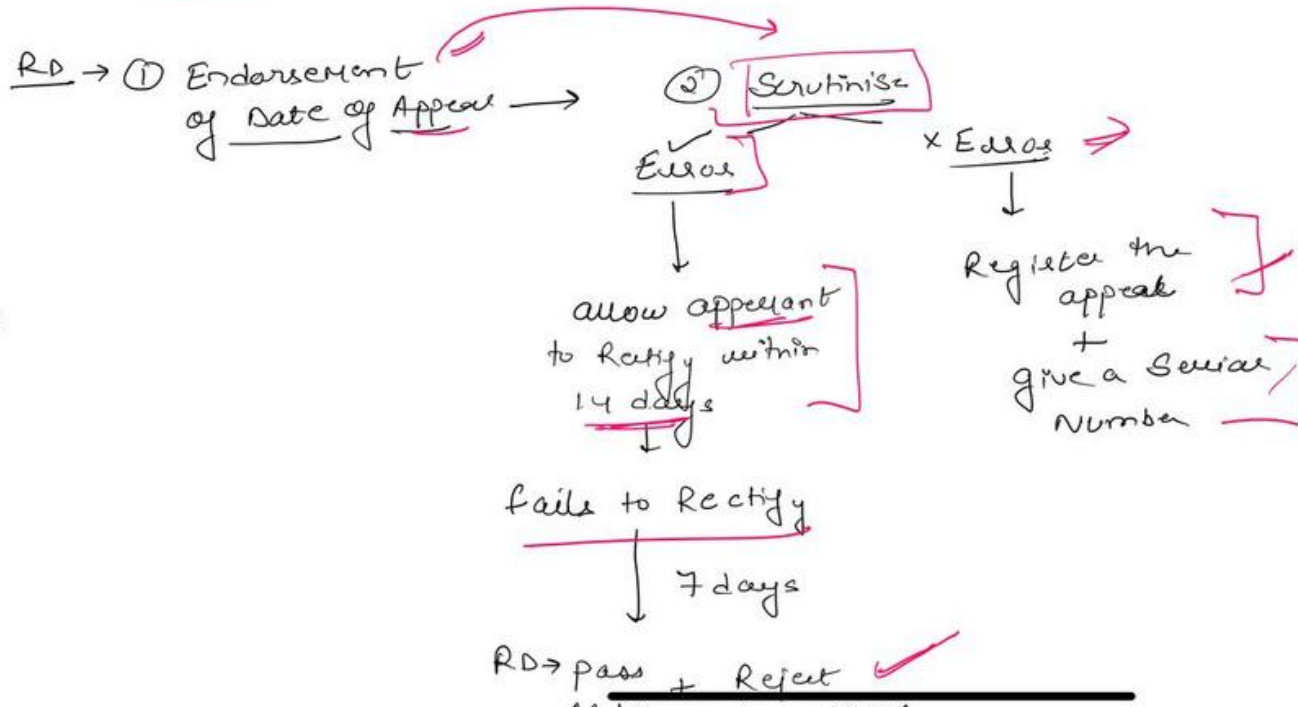 RD → ① Endorsement
of Date of Appeal →
② Scrutinise
Error
× Error
allow appellant
to Rectify within
14 days
fails to Rectify
7 days
RD → pass + Reject
Register the
appeal
+
give a Serial
Number